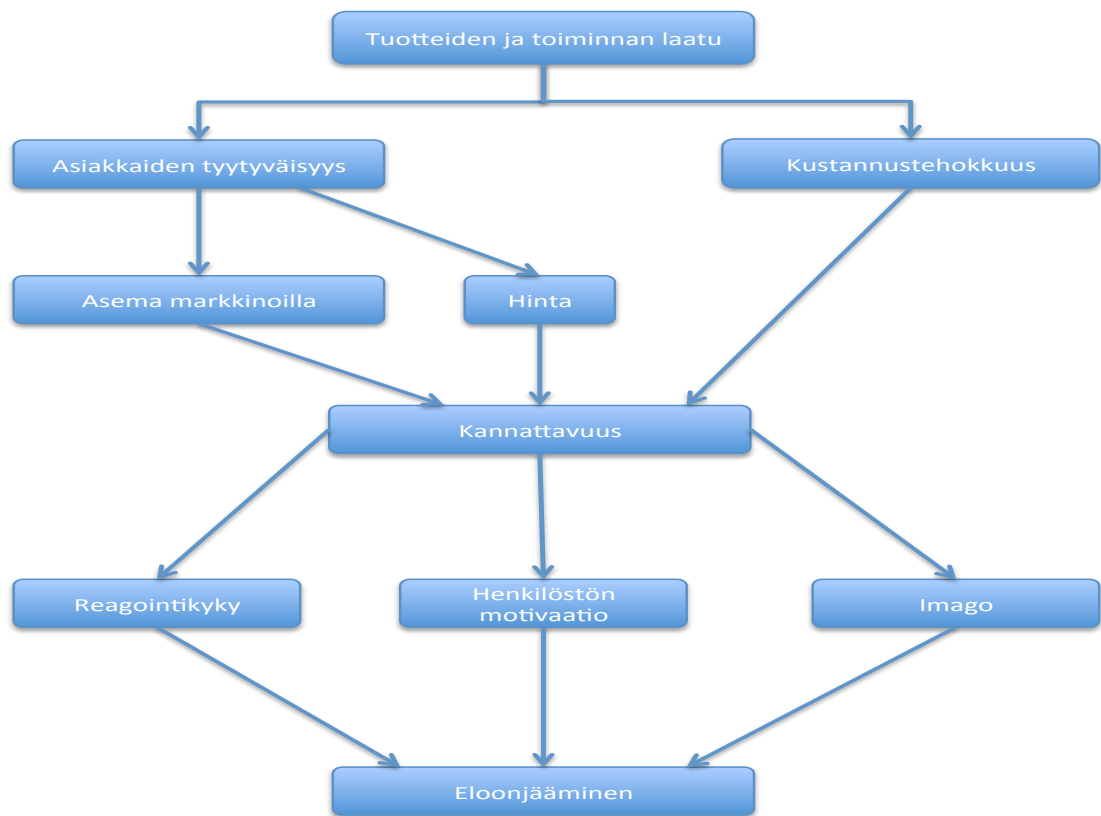 Tuotteiden ja toiminnan laatu
Asiakkaiden tyytyväisyys
Kustannustehokkuus
Asema markkinoilla
Hinta
Kannattavuus
Reagointikyky
Henkilöstön
motivaatio
Imago
Eloonjääminen